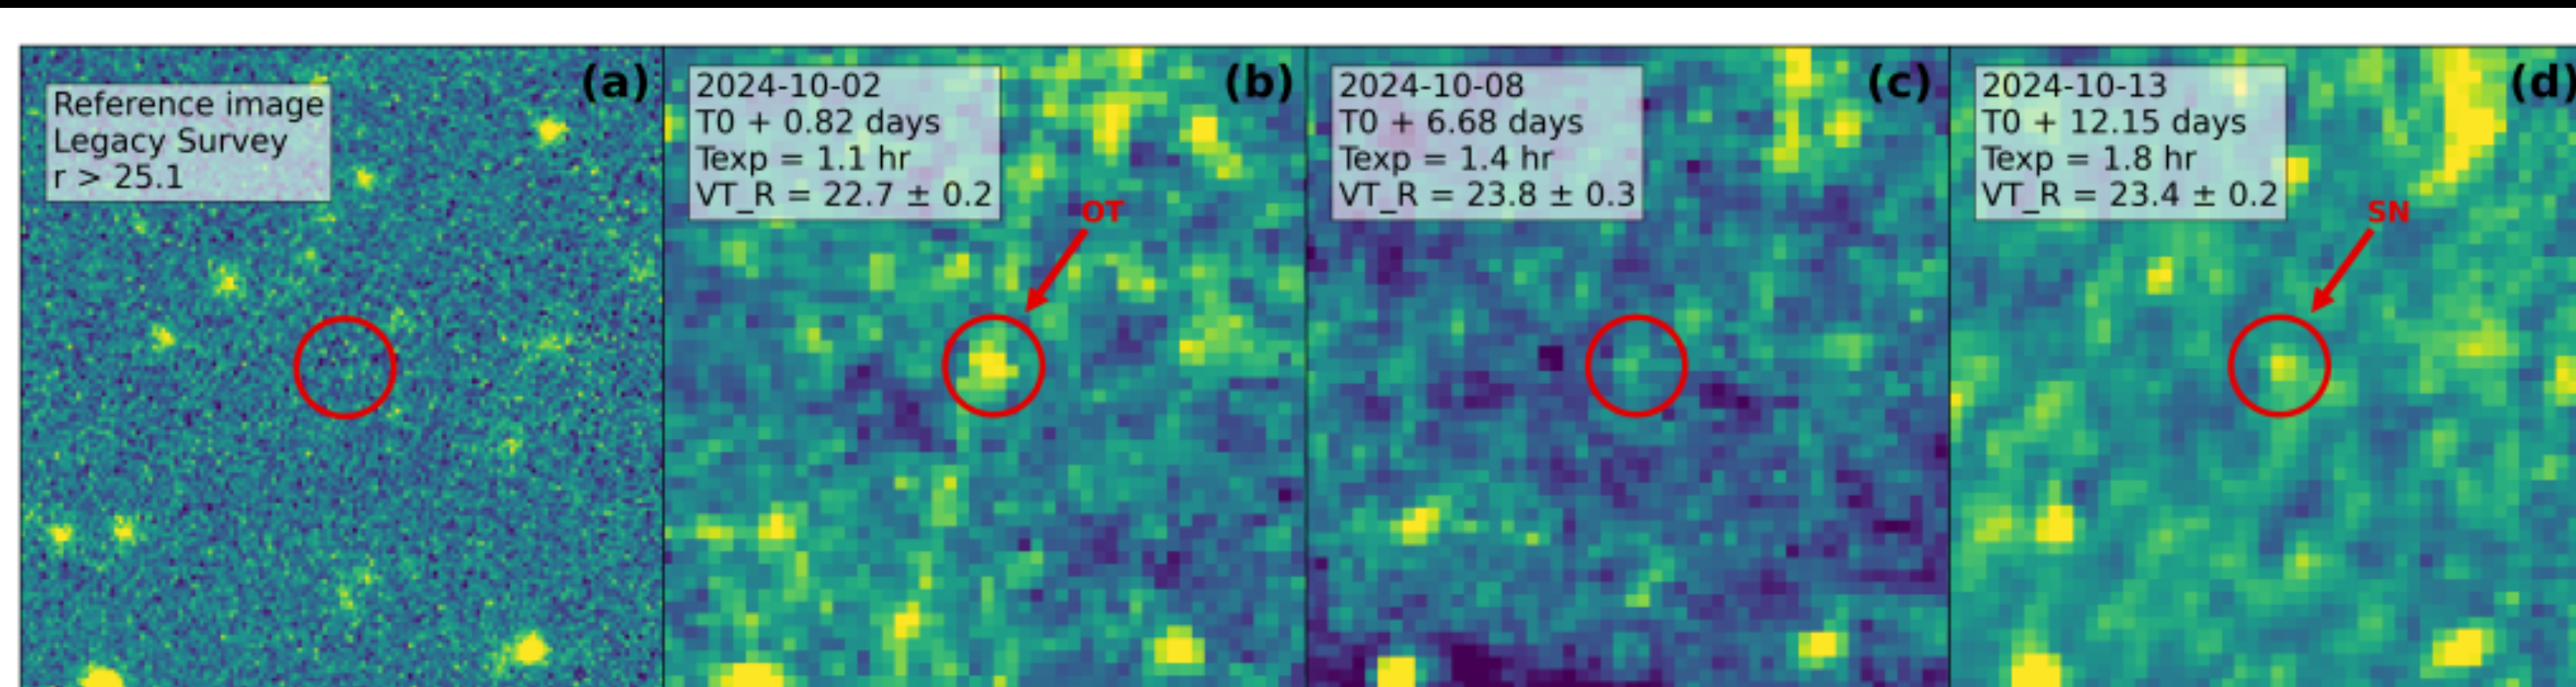 (a)
Reference image
Legacy Survey
r > 25.1
(b)
2024-10-02
T0 + 0.82 days
Texp = 1.1 hr
VT_R = 22.7 ± 0.2
OT
(c)
2024-10-08
T0 + 6.68 days
Texp = 1.4 hr
VT_R = 23.8 ± 0.3
(d)
2024-10-13
T0 + 12.15 days
Texp = 1.8 hr
VT_R = 23.4 ± 0.2
SN